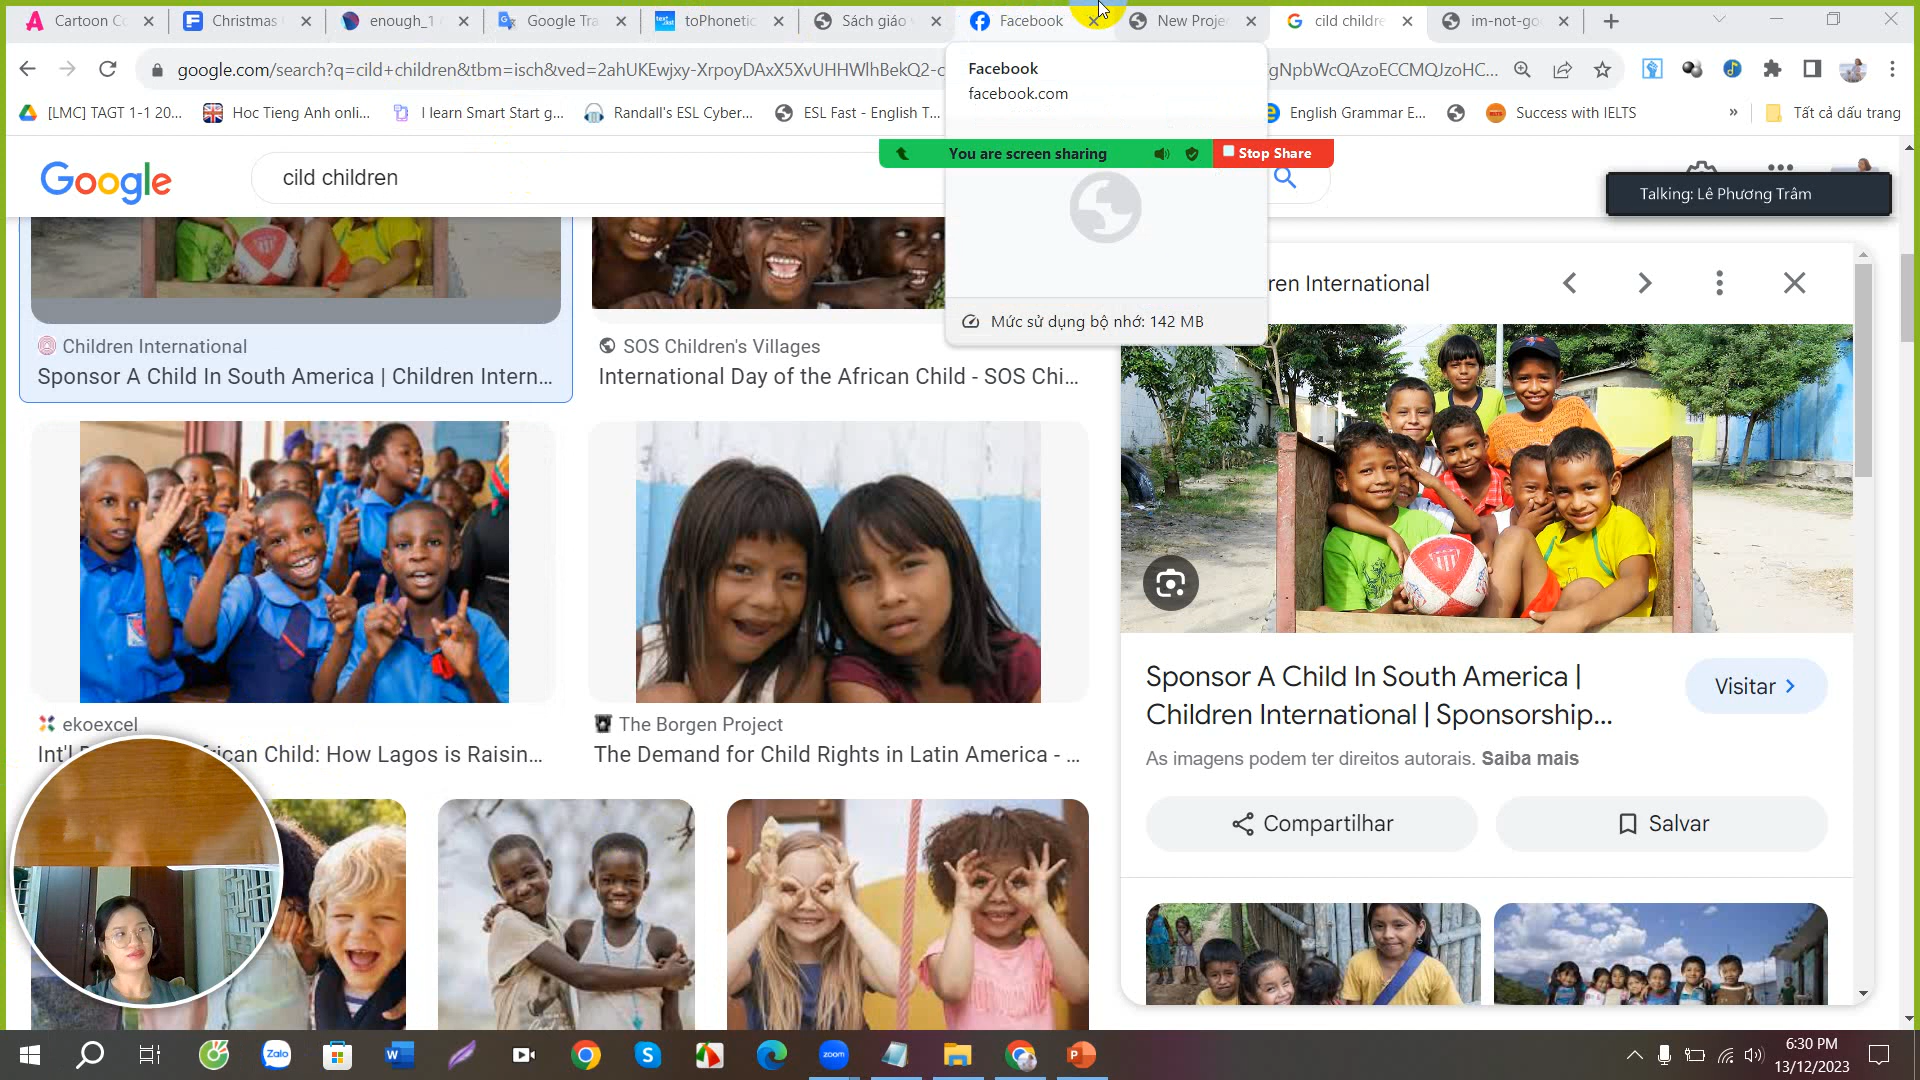 Cartoon Co
Christmas
enough_1
Google Tra
toPhonetic
Sách giáo
Facebook
New Proje
cild childre
im-not-go
google.com/search?q=cild+children&tbm=isch&ved=2ahUKEwjxy-XrpoyDAxX5XvUHHWlhBekQ2-c
gNpbWcQAzoECCMQJzoHC...
Facebook
facebook.com
[LMC] TAGT 1-1 20...
Hoc Tieng Anh onli...
I learn Smart Start g...
Randall's ESL Cyber...
ESL Fast - English T...
English Grammar E...
Success with IELTS
»
Tất cả dấu trang
You are screen sharing
Stop Share
Google
cild children
Talking: Lê Phương Trâm
ren International
Mức sử dụng bộ nhớ: 142 MB
Children International
Sponsor A Child In South America | Children Intern...
SOS Children's Villages
International Day of the African Child - SOS Chi...
ekoexcel
Int'l
rican Child: How Lagos is Raisin...
The Borgen Project
The Demand for Child Rights in Latin America - ...
Sponsor A Child In South America |
Children International | Sponsorship...
Visitar
As imagens podem ter direitos autorais. Saiba mais
Compartilhar
Salvar
Zalo
zoom
6:30 PM
13/12/2023